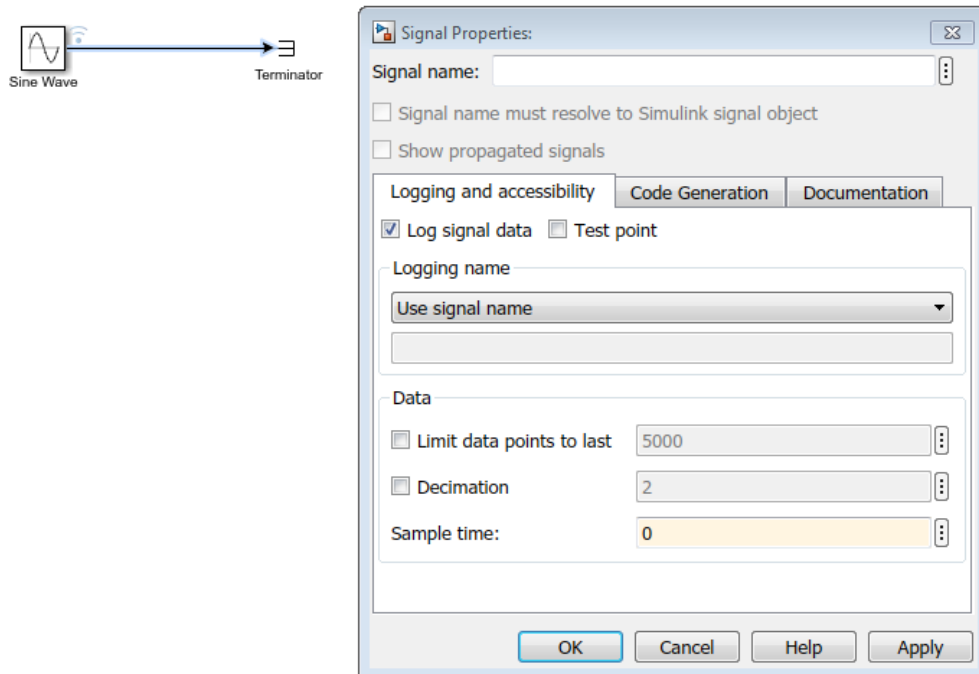 Sine Wave
Terminator
Signal Properties:
Signal name:
Signal name must resolve to Simulink signal object
Show propagated signals
Logging and accessibility Code Generation Documentation
Log signal data Test point
Logging name
Use signal name
Data
Limit data points to last 5000
Decimation 2
Sample time: 0
OK Cancel Help Apply